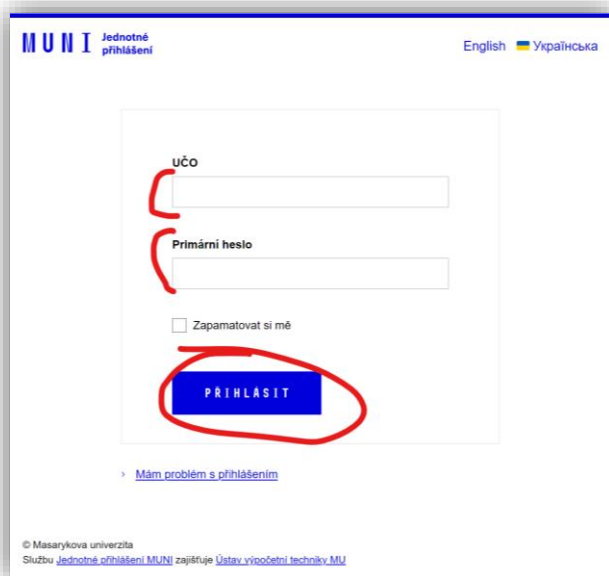 MUNI Jednotné
přihlášení
English Українська
UČO
Primární heslo
Zapamatovat si mě
PŘIHLÁSIT
Mám problém s přihlášením
© Masarykova univerzita
Službu Jednotné přihlášení MUNI zajišťuje Ústav výpočetní techniky MU